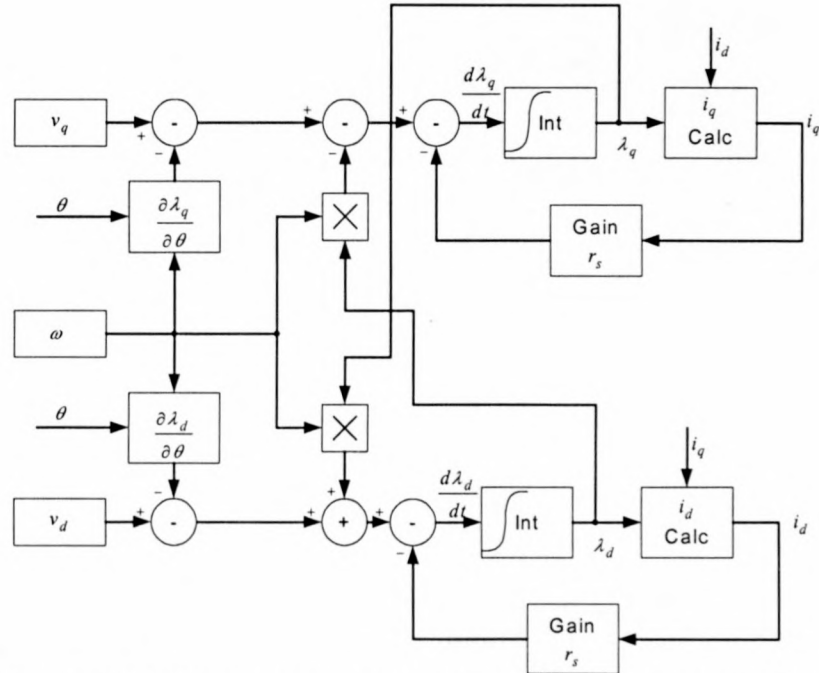 i_d
dλ_q
dt
v_q
+
-
−
+
-
−
+
-
−
Int
λ_q
i_q
Calc
i_q
θ
∂λ_q
∂θ
×
Gain
r_s
ω
θ
∂λ_d
∂θ
×
i_q
dλ_d
dt
v_d
+
−
-
+
+
+
+
-
−
Int
λ_d
i_d
Calc
i_d
Gain
r_s